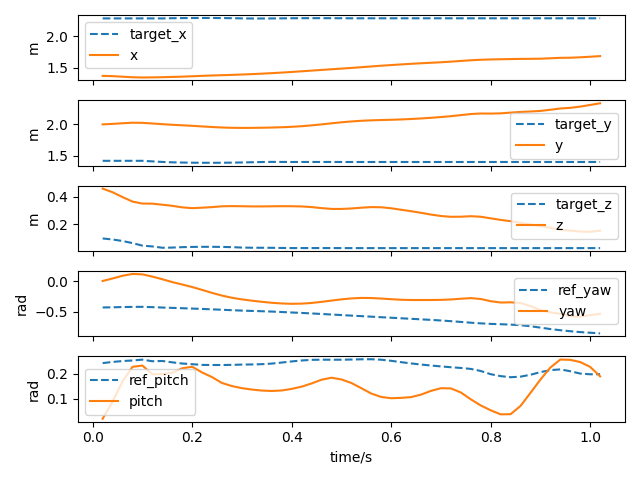 2.0
1.5
m
target_x
x
2.0
1.5
m
target_y
y
0.4
0.2
m
target_z
z
0.0
−0.5
rad
ref_yaw
yaw
0.2
0.1
rad
ref_pitch
pitch
0.0 0.2 0.4 0.6 0.8 1.0
time/s